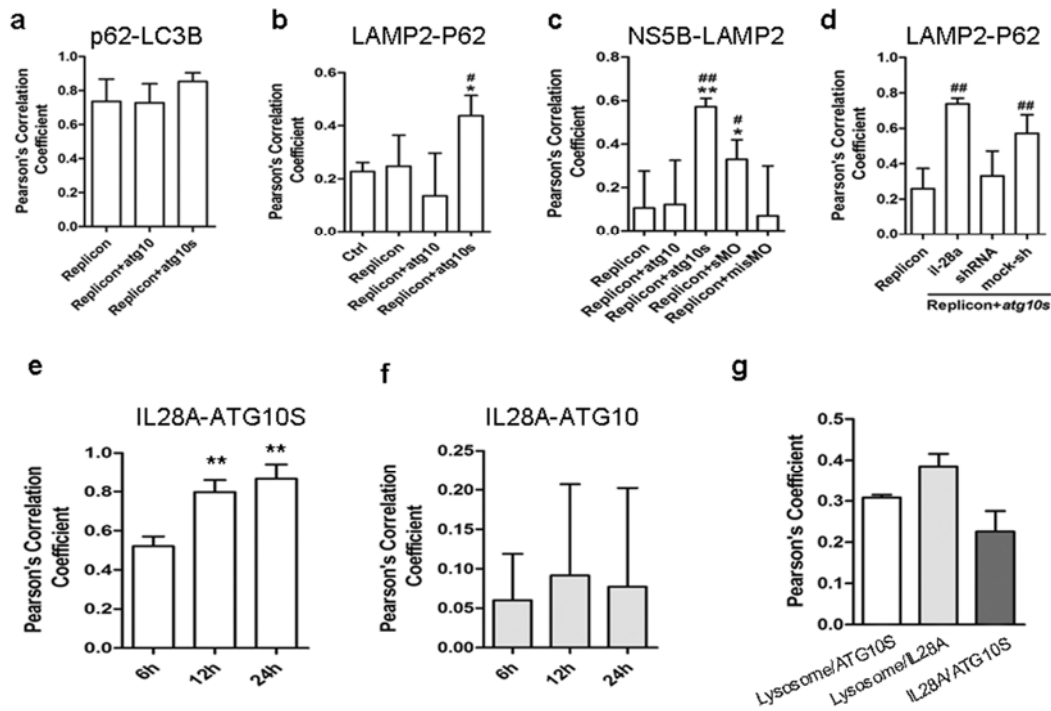 a
p62-LC3B
Pearson's Correlation
Coefficient
1.0
0.8
0.6
0.4
0.2
0.0
Replicon
Replicon+atg10
Replicon+atg10s
b
LAMP2-P62
Pearson's Correlation
Coefficient
0.6
0.4
0.2
0.0
#
*
Ctrl
Replicon
Replicon+atg10
Replicon+atg10s
c
NS5B-LAMP2
Pearson's Correlation
Coefficient
0.8
0.6
0.4
0.2
0.0
##
**
#
*
Replicon
Replicon+atg10
Replicon+atg10s
Replicon+sMO
Replicon+misMO
d
LAMP2-P62
Pearson's Correlation
Coefficient
1.0
0.8
0.6
0.4
0.2
0.0
##
##
Replicon
il-28a
shRNA
mock-sh
Replicon+atg10s
e
IL28A-ATG10S
Pearson's Correlation
Coefficient
1.0
0.8
0.6
0.4
0.2
0.0
**
**
6h
12h
24h
f
IL28A-ATG10
Pearson's Correlation
Coefficient
0.25
0.20
0.15
0.10
0.05
0.00
6h
12h
24h
g
Pearson's Coefficient
0.5
0.4
0.3
0.2
0.1
0.0
Lysosome/ATG10S
Lysosome/IL28A
IL28A/ATG10S